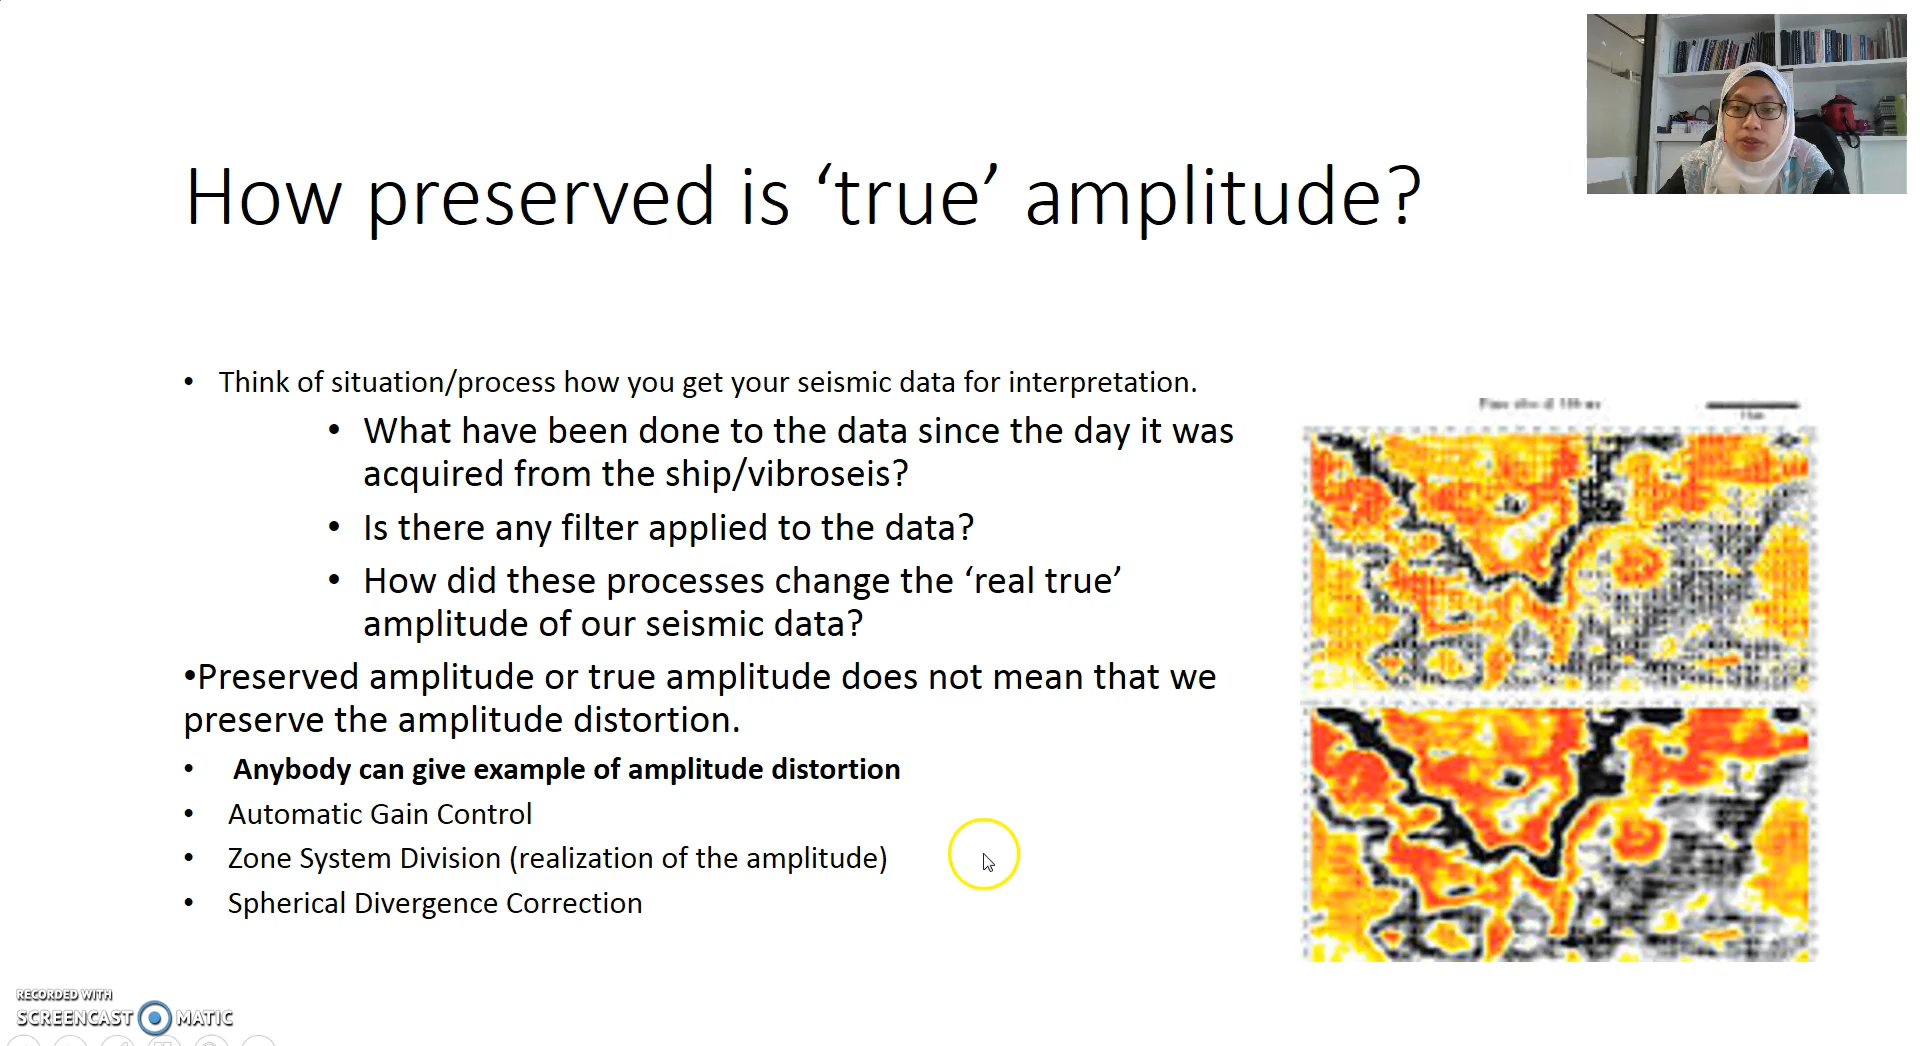 How preserved is ‘true’ amplitude?
• Think of situation/process how you get your seismic data for interpretation.
• What have been done to the data since the day it was
acquired from the ship/vibroseis?
• Is there any filter applied to the data?
• How did these processes change the ‘real true’
amplitude of our seismic data?
•Preserved amplitude or true amplitude does not mean that we
preserve the amplitude distortion.
• Anybody can give example of amplitude distortion
• Automatic Gain Control
• Zone System Division (realization of the amplitude)
• Spherical Divergence Correction
RECORDED WITH
SCREENCAST MATIC